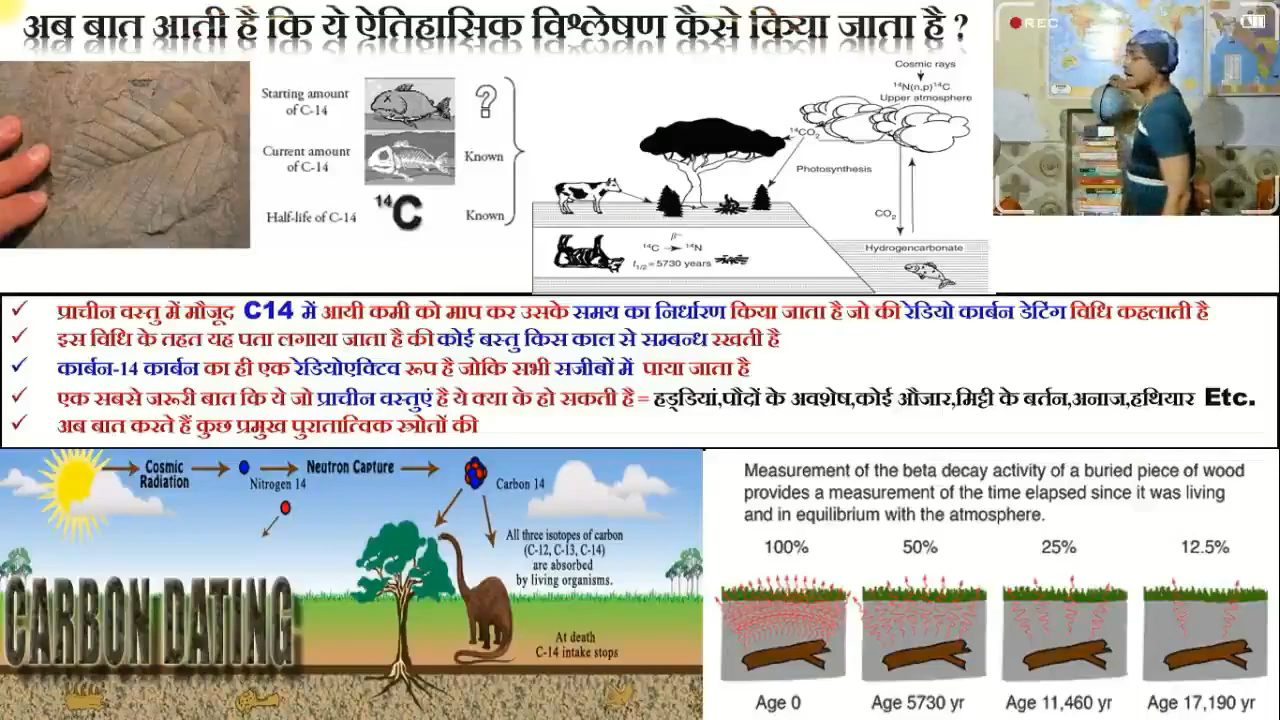 अब बात आती है कि ये ऐतिहासिक विश्लेषण कैसे किया जाता है ?
REC
Starting amount
of C-14
?
Current amount
of C-14
Known
Half-life of C-14
¹⁴C
Known
Cosmic rays
¹⁴N(n,p)¹⁴C
Upper atmosphere
¹⁴CO₂
Photosynthesis
CO₂
Hydrogencarbonate
β⁻
¹⁴C → ¹⁴N
t₁/₂ = 5730 years
✓ प्राचीन वस्तु में मौजूद C14 में आयी कमी को माप कर उसके समय का निर्धारण किया जाता है जो की रेडियो कार्बन डेटिंग विधि कहलाती है
✓ इस विधि के तहत यह पता लगाया जाता है की कोई बस्तु किस काल से सम्बन्ध रखती है
✓ कार्बन-14 कार्बन का ही एक रेडियोएक्टिव रूप है जोकि सभी सजीबों में पाया जाता है
✓ एक सबसे जरूरी बात कि ये जो प्राचीन वस्तुएं है ये क्या के हो सकती है = हड्डियां,पौदों के अवशेष,कोई औजार,मिट्टी के बर्तन,अनाज,हथियार Etc.
✓ अब बात करते हैं कुछ प्रमुख पुरातात्विक स्त्रोतों की
Cosmic
Radiation
Nitrogen 14
Neutron Capture
Carbon 14
All three isotopes of carbon
(C-12, C-13, C-14)
are absorbed
by living organisms.
CARBON DATING
At death
C-14 intake stops
Measurement of the beta decay activity of a buried piece of wood
provides a measurement of the time elapsed since it was living
and in equilibrium with the atmosphere.
100% 50% 25% 12.5%
Age 0 Age 5730 yr Age 11,460 yr Age 17,190 yr